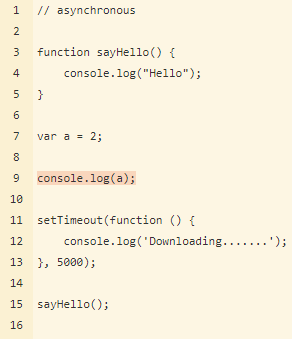 1 // asynchronous
2
3 function sayHello() {
4     console.log("Hello");
5 }
6
7 var a = 2;
8
9 console.log(a);
10
11 setTimeout(function () {
12     console.log('Downloading.......');
13 }, 5000);
14
15 sayHello();
16